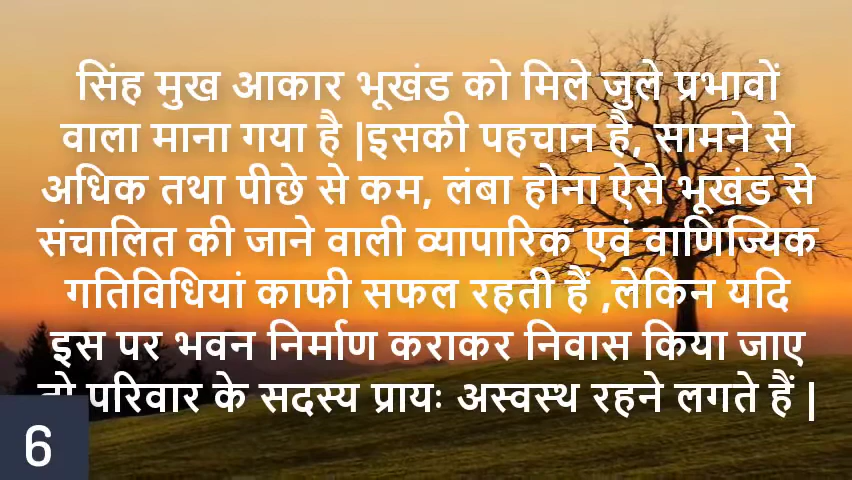 सिंह मुख आकार भूखंड को मिले जुले प्रभावों
वाला माना गया है |इसकी पहचान है, सामने से
अधिक तथा पीछे से कम, लंबा होना ऐसे भूखंड से
संचालित की जाने वाली व्यापारिक एवं वाणिज्यिक
गतिविधियां काफी सफल रहती हैं ,लेकिन यदि
इस पर भवन निर्माण कराकर निवास किया जाए
परिवार के सदस्य प्रायः अस्वस्थ रहने लगते हैं |
6